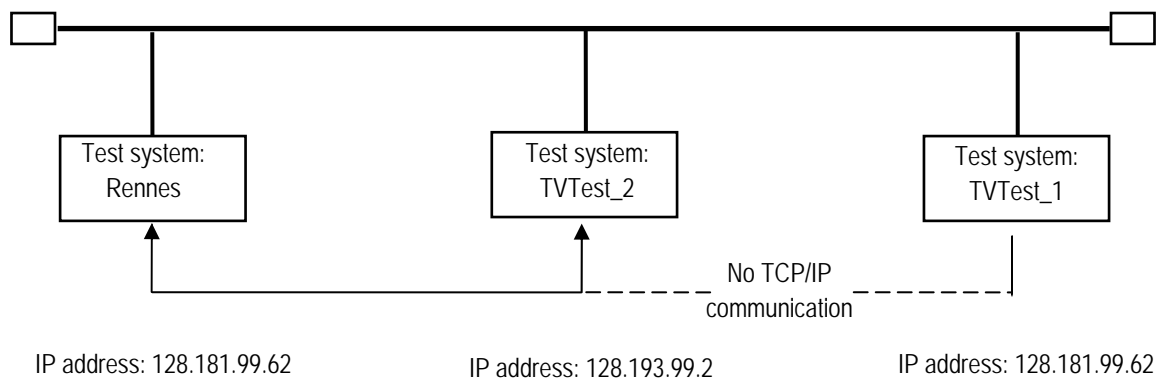 Test system:
Rennes
Test system:
TVTest_2
Test system:
TVTest_1
No TCP/IP
communication
IP address: 128.181.99.62
IP address: 128.193.99.2
IP address: 128.181.99.62